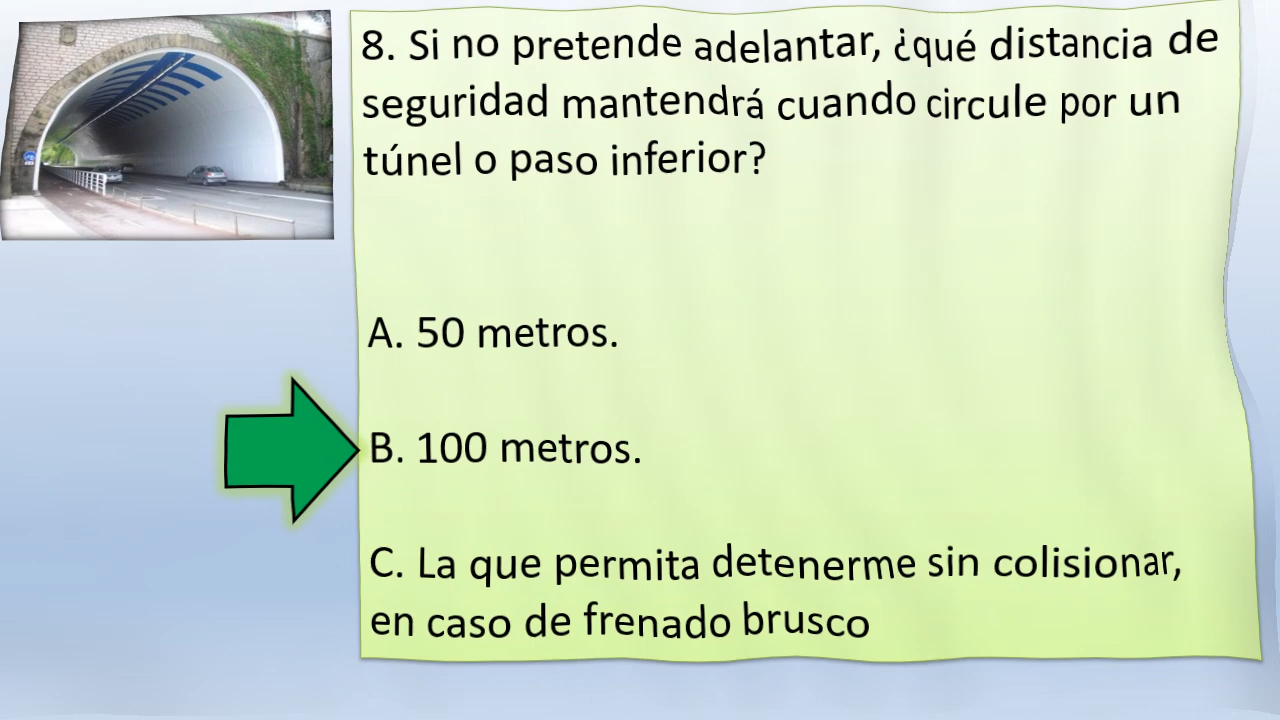 8. Si no pretende adelantar, ¿qué distancia de
seguridad mantendrá cuando circule por un
túnel o paso inferior?
A. 50 metros.
B. 100 metros.
C. La que permita detenerme sin colisionar,
en caso de frenado brusco